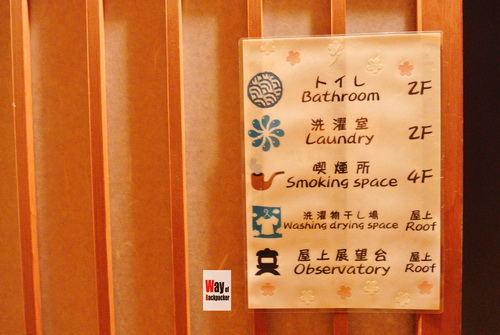 トイレ
Bathroom 2F
洗濯室
Laundry 2F
喫煙所
Smoking space 4F
洗濯物干し場 屋上
Washing drying space Roof
屋上展望台 屋上
Observatory Roof
Way of
Backpacker